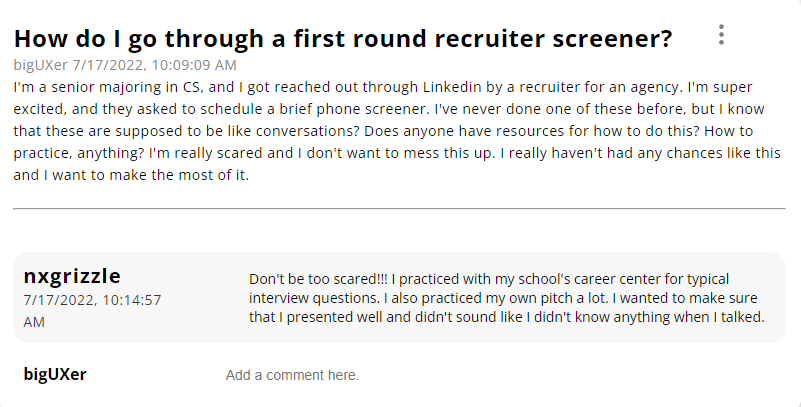 How do I go through a first round recruiter screener?
bigUXer 7/17/2022, 10:09:09 AM
I'm a senior majoring in CS, and I got reached out through Linkedin by a recruiter for an agency. I'm super
excited, and they asked to schedule a brief phone screener. I've never done one of these before, but I know
that these are supposed to be like conversations? Does anyone have resources for how to do this? How to
practice, anything? I'm really scared and I don't want to mess this up. I really haven't had any chances like this
and I want to make the most of it.
nxgrizzle
7/17/2022, 10:14:57
AM
Don't be too scared!!! I practiced with my school's career center for typical
interview questions. I also practiced my own pitch a lot. I wanted to make sure
that I presented well and didn't sound like I didn't know anything when I talked.
bigUXer
Add a comment here.